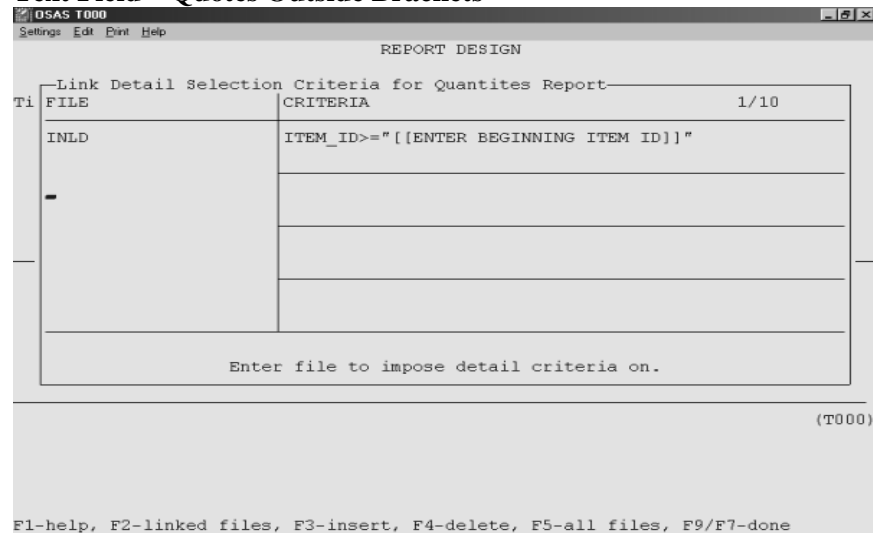 Text Field – Quotes Outside Brackets
OSAS T000
Settings Edit Print Help
REPORT DESIGN
Link Detail Selection Criteria for Quantites Report
Ti FILE CRITERIA 1/10
INLD ITEM_ID>="[[ENTER BEGINNING ITEM ID]]"
Enter file to impose detail criteria on.
(T000)
F1-help, F2-linked files, F3-insert, F4-delete, F5-all files, F9/F7-done